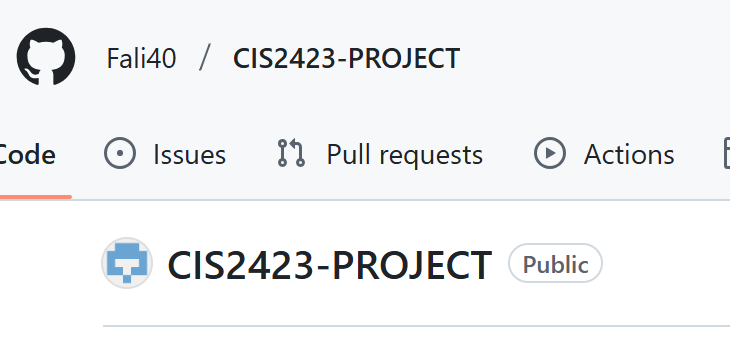 Fali40 / CIS2423-PROJECT
Code Issues Pull requests Actions
CIS2423-PROJECT Public